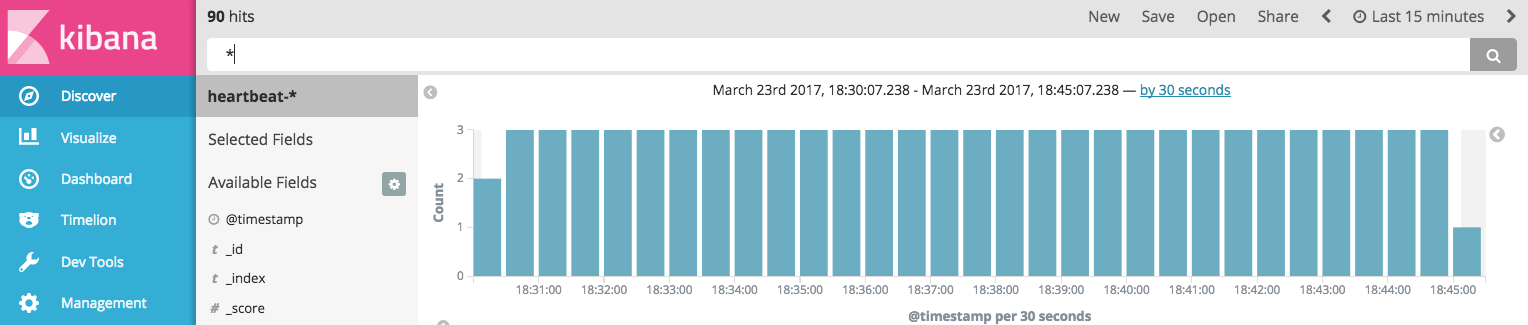 kibana
Discover
Visualize
Dashboard
Timelion
Dev Tools
Management
90 hits
New Save Open Share Last 15 minutes
*
heartbeat-*
Selected Fields
Available Fields
@timestamp
t _id
t _index
# _score
March 23rd 2017, 18:30:07.238 - March 23rd 2017, 18:45:07.238 — by 30 seconds
Count
3
2
1
0
18:31:00 18:32:00 18:33:00 18:34:00 18:35:00 18:36:00 18:37:00 18:38:00 18:39:00 18:40:00 18:41:00 18:42:00 18:43:00 18:44:00 18:45:00
@timestamp per 30 seconds